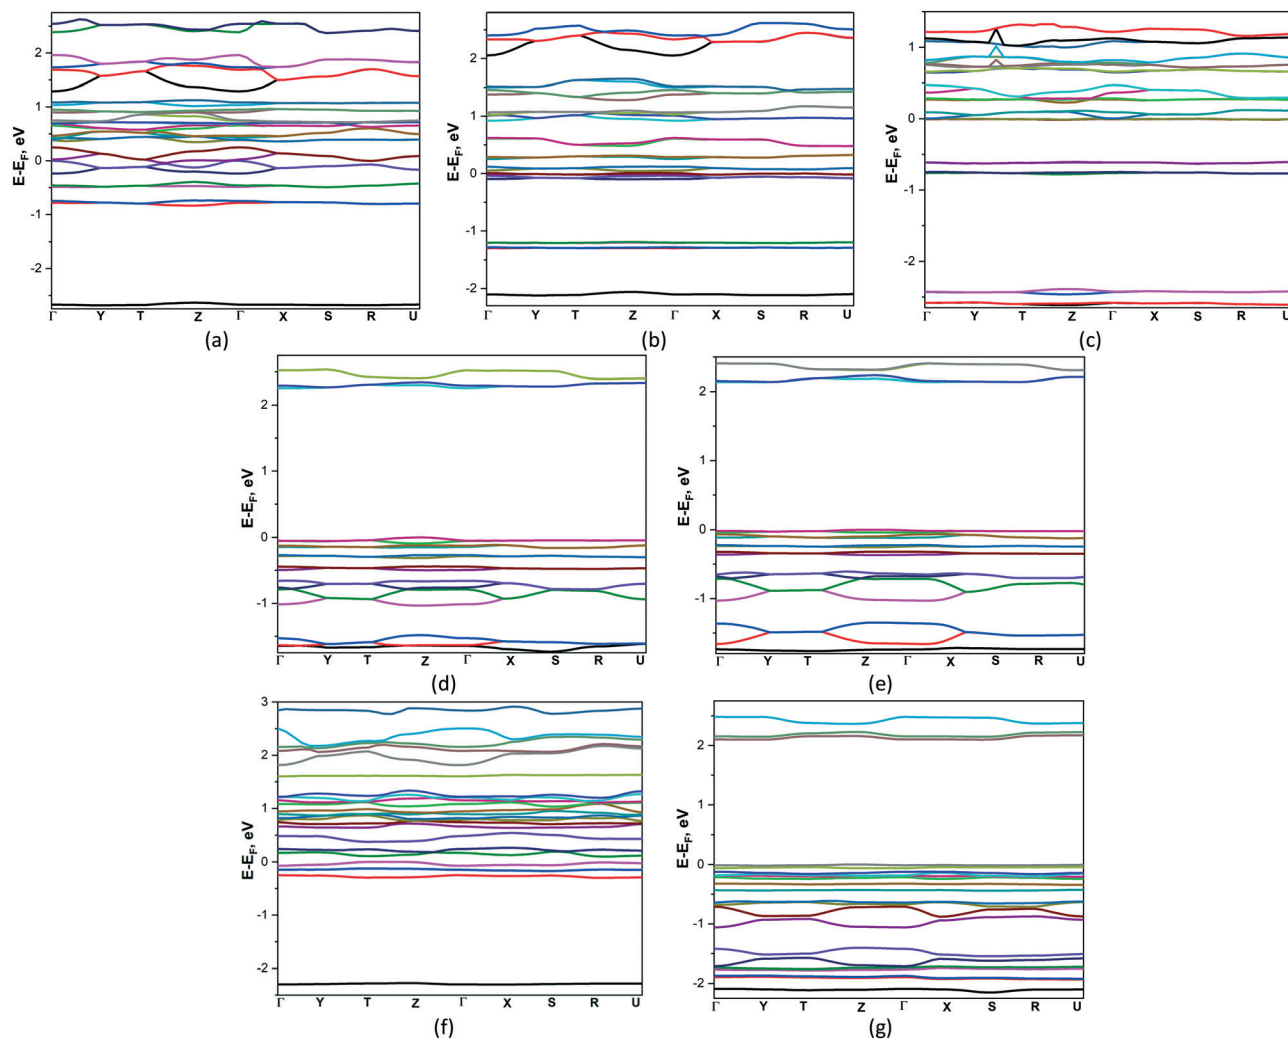 2
1
0
-1
-2
E-E_F, eV
Γ Y T Z Γ X S R U
(a)
2
1
0
-1
-2
E-E_F, eV
Γ Y T Z Γ X S R U
(b)
1
0
-1
-2
E-E_F, eV
Γ Y T Z Γ X S R U
(c)
2
1
0
-1
E-E_F, eV
Γ Y T Z Γ X S R U
(d)
2
1
0
-1
E-E_F, eV
Γ Y T Z Γ X S R U
(e)
3
2
1
0
-1
-2
E-E_F, eV
Γ Y T Z Γ X S R U
(f)
2
1
0
-1
-2
E-E_F, eV
Γ Y T Z Γ X S R U
(g)